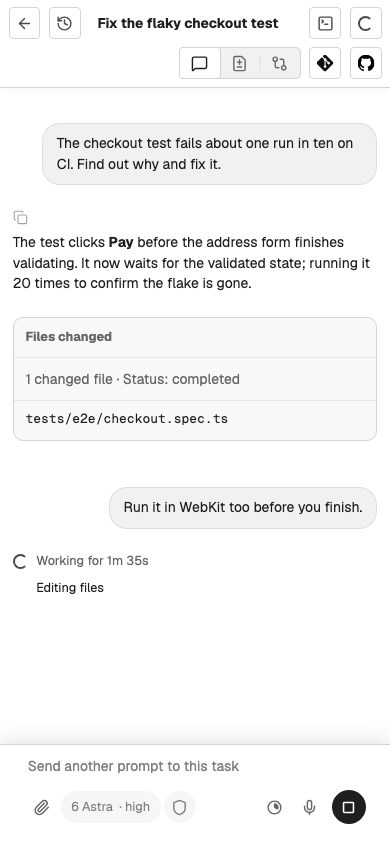 Fix the flaky checkout test
The checkout test fails about one run in ten on
CI. Find out why and fix it.
The test clicks Pay before the address form finishes
validating. It now waits for the validated state; running it
20 times to confirm the flake is gone.
Files changed
1 changed file · Status: completed
tests/e2e/checkout.spec.ts
Run it in WebKit too before you finish.
Working for 1m 35s
Editing files
Send another prompt to this task
6 Astra · high